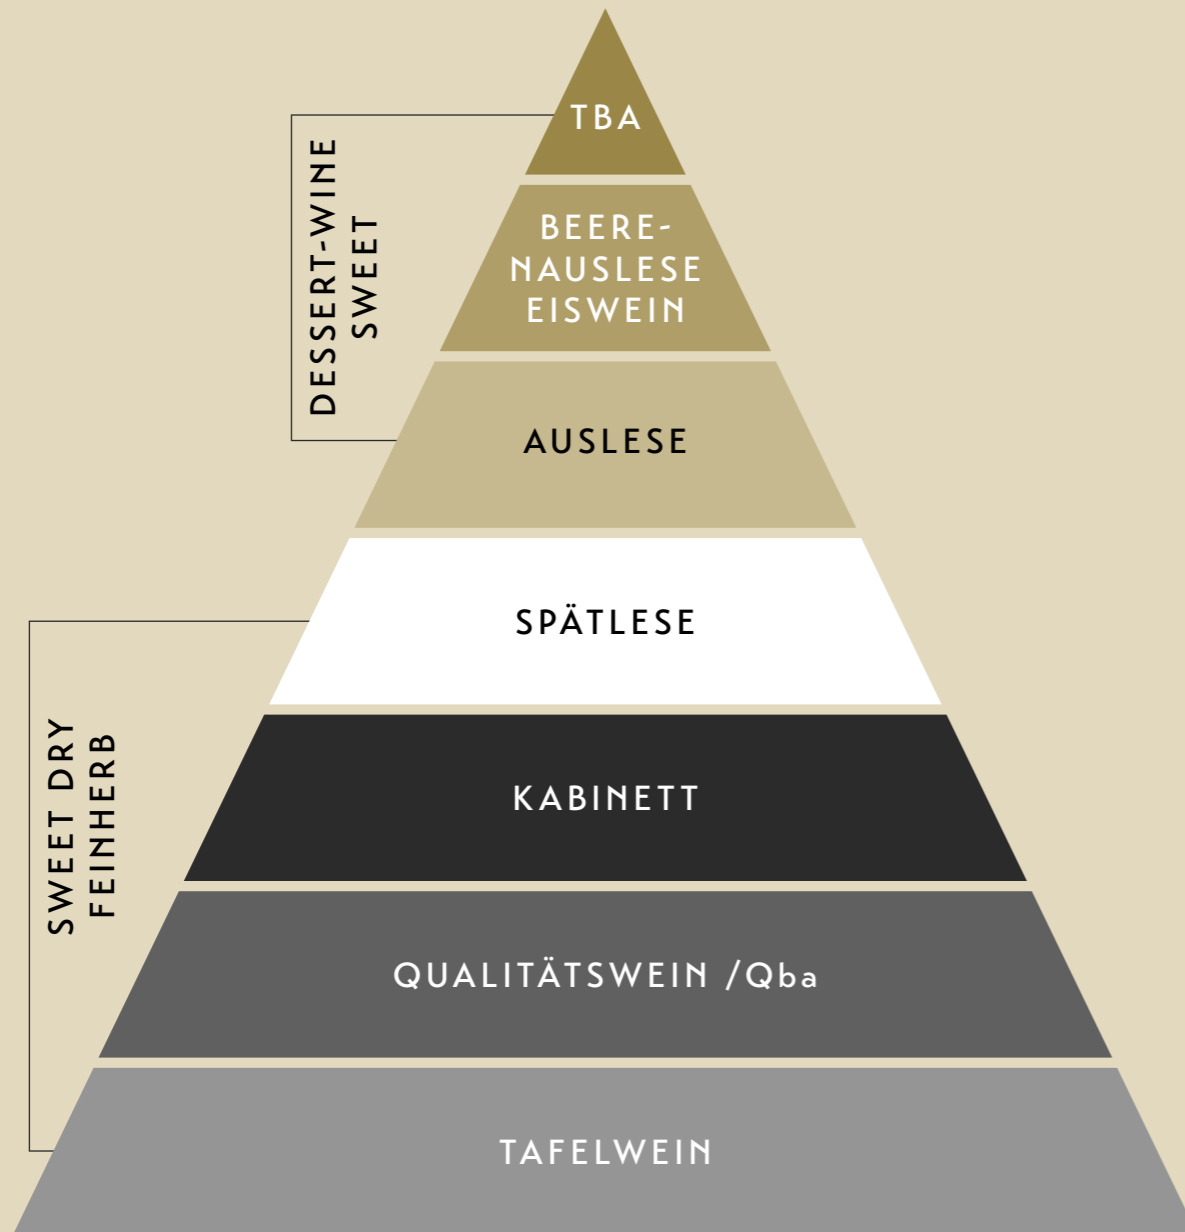 TBA
DESSERT-WINE
SWEET
BEERE-
NAUSLESE
EISWEIN
AUSLESE
SPÄTLESE
SWEET DRY
FEINHERB
KABINETT
QUALITÄTSWEIN /Qba
TAFELWEIN